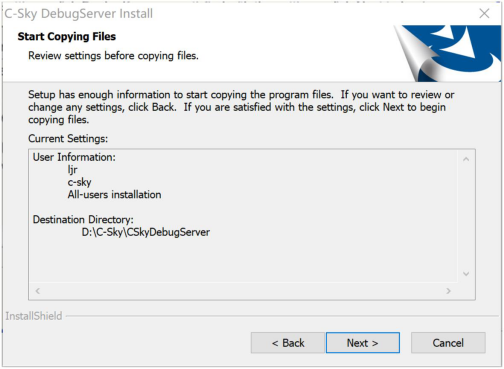 C-Sky DebugServer Install
Start Copying Files
Review settings before copying files.
Setup has enough information to start copying the program files. If you want to review or
change any settings, click Back. If you are satisfied with the settings, click Next to begin
copying files.
Current Settings:
User Information:
ljr
c-sky
All-users installation
Destination Directory:
D:\C-Sky\CSkyDebugServer
InstallShield
< Back
Next >
Cancel